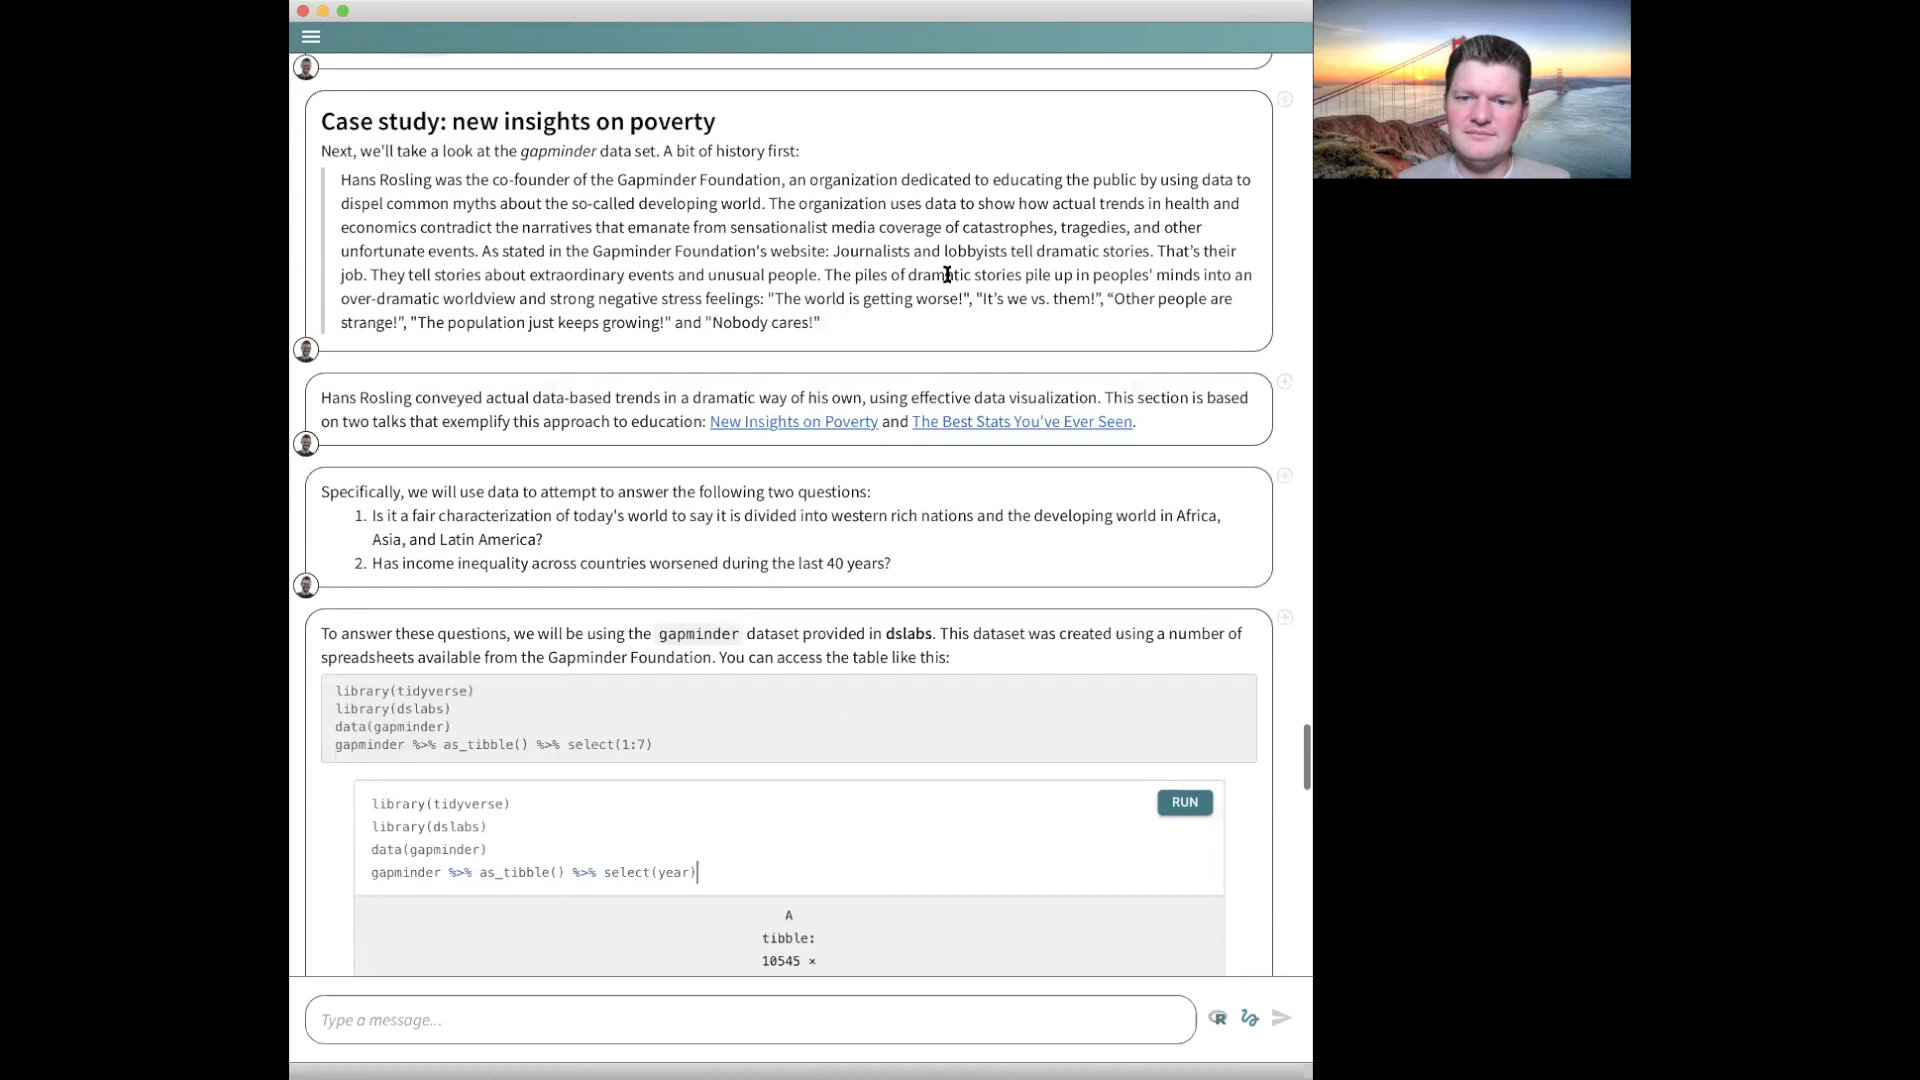 Case study: new insights on poverty
Next, we'll take a look at the gapminder data set. A bit of history first:
Hans Rosling was the co-founder of the Gapminder Foundation, an organization dedicated to educating the public by using data to
dispel common myths about the so-called developing world. The organization uses data to show how actual trends in health and
economics contradict the narratives that emanate from sensationalist media coverage of catastrophes, tragedies, and other
unfortunate events. As stated in the Gapminder Foundation's website: Journalists and lobbyists tell dramatic stories. That’s their
job. They tell stories about extraordinary events and unusual people. The piles of dramatic stories pile up in peoples' minds into an
over-dramatic worldview and strong negative stress feelings: "The world is getting worse!", "It’s we vs. them!”, “Other people are
strange!", "The population just keeps growing!" and "Nobody cares!"
Hans Rosling conveyed actual data-based trends in a dramatic way of his own, using effective data visualization. This section is based
on two talks that exemplify this approach to education: New Insights on Poverty and The Best Stats You've Ever Seen.
Specifically, we will use data to attempt to answer the following two questions:
1. Is it a fair characterization of today's world to say it is divided into western rich nations and the developing world in Africa,
Asia, and Latin America?
2. Has income inequality across countries worsened during the last 40 years?
To answer these questions, we will be using the gapminder dataset provided in dslabs. This dataset was created using a number of
spreadsheets available from the Gapminder Foundation. You can access the table like this:
library(tidyverse)
library(dslabs)
data(gapminder)
gapminder %>% as_tibble() %>% select(1:7)
RUN
library(tidyverse)
library(dslabs)
data(gapminder)
gapminder %>% as_tibble() %>% select(year)
A
tibble:
10545 ×
Type a message...
R